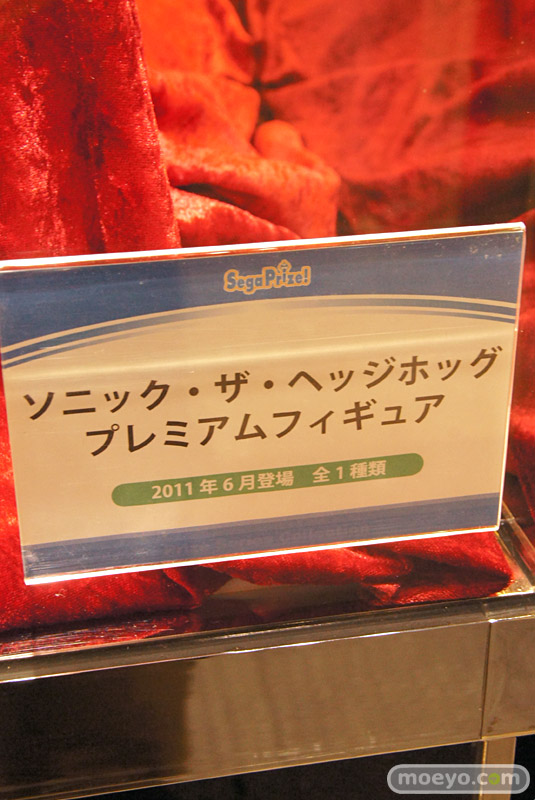 SegaPrize!
ソニック・ザ・ヘッジホッグ
プレミアムフィギュア
2011年6月登場　全1種類
moeyo.com